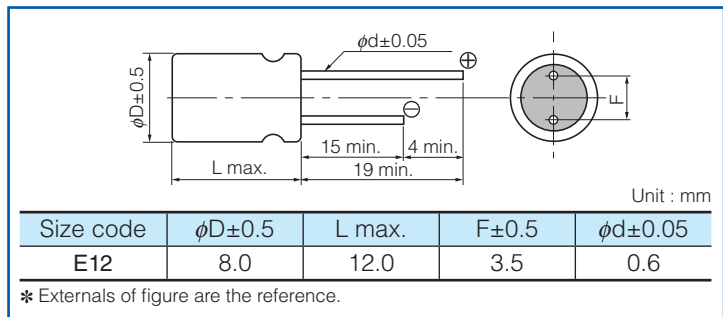 ϕd±0.05
⊕
ϕD±0.5
⊖
F
15 min.
4 min.
L max.
19 min.
Unit : mm
Size code ϕD±0.5 L max. F±0.5 ϕd±0.05
E12 8.0 12.0 3.5 0.6
✻ Externals of figure are the reference.